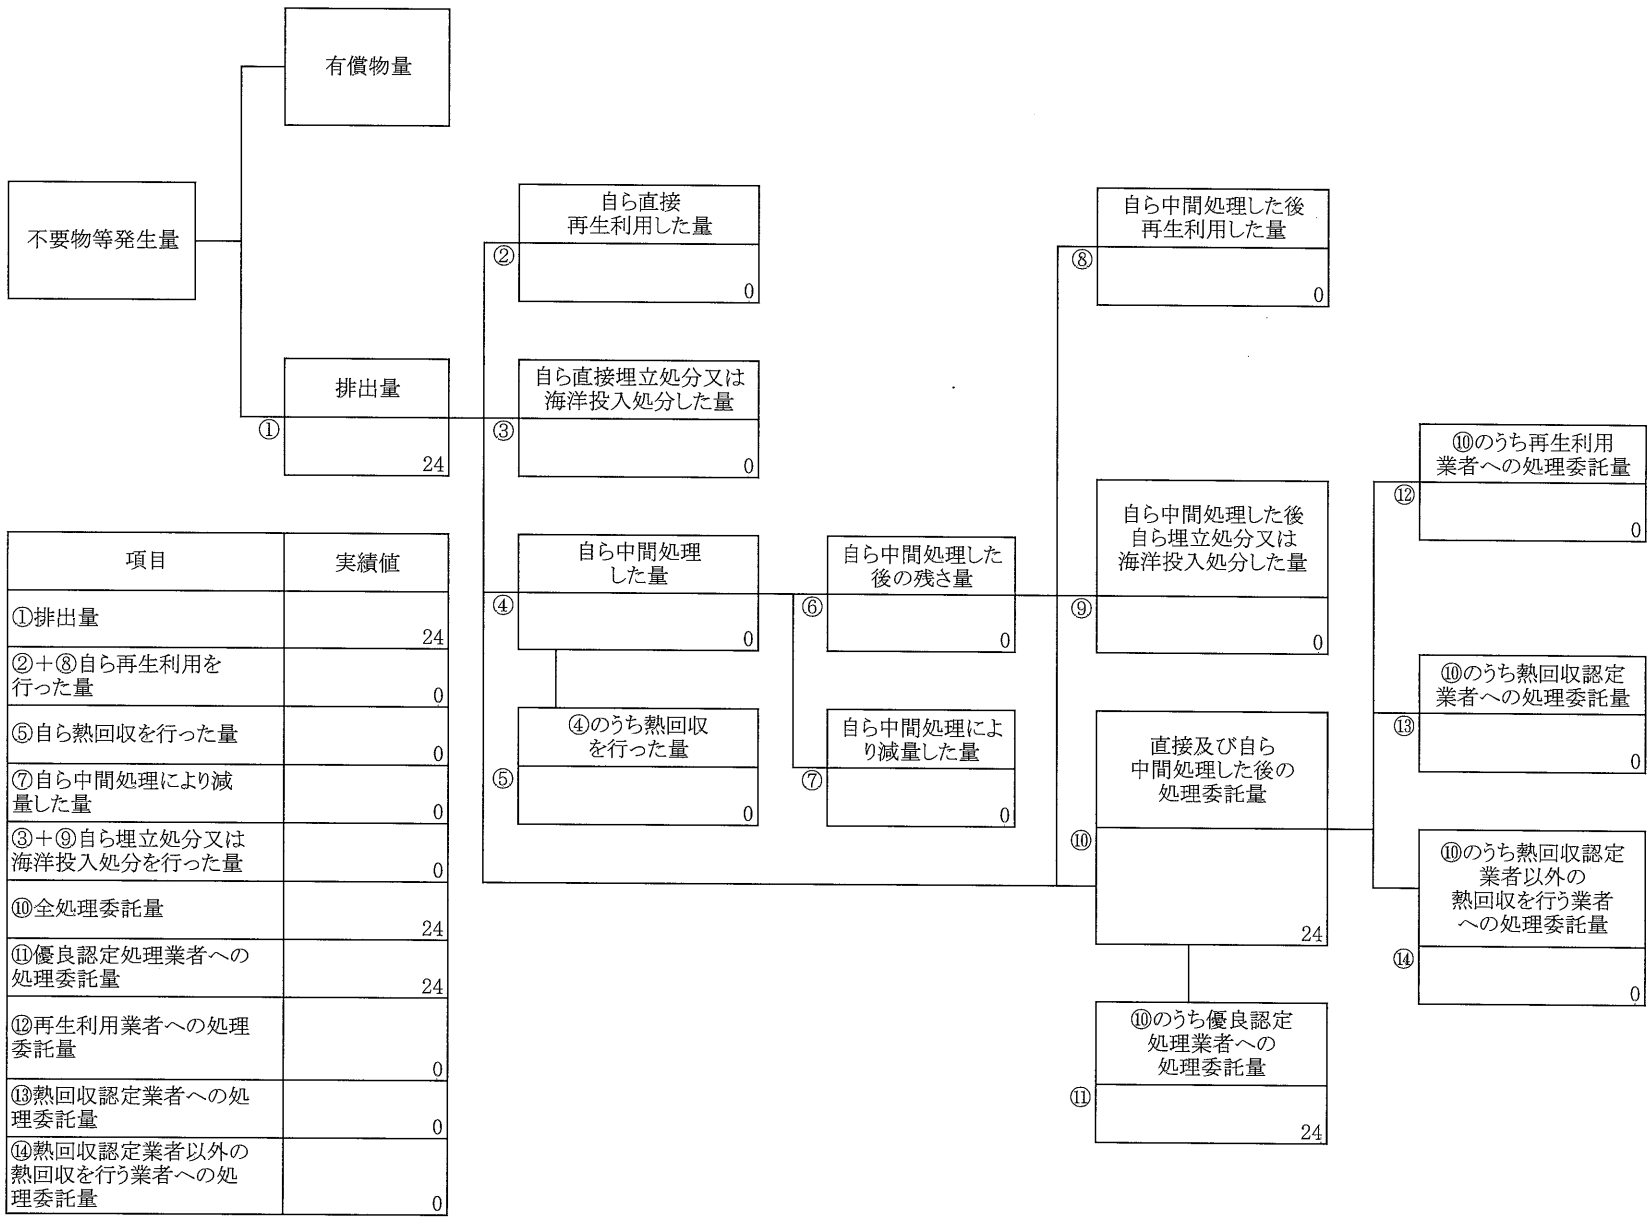 有償物量
不要物等発生量
自ら直接
再生利用した量
②
0
自ら中間処理した後
再生利用した量
⑧
0
排出量
①
24
自ら直接埋立処分又は
海洋投入処分した量
③
0
自ら中間処理
した量
④
0
自ら中間処理した
後の残さ量
⑥
0
自ら中間処理した後
自ら埋立処分又は
海洋投入処分した量
⑨
0
④のうち熱回収
を行った量
⑤
0
自ら中間処理によ
り減量した量
⑦
0
直接及び自ら
中間処理した後の
処理委託量
⑩
24
⑩のうち優良認定
処理業者への
処理委託量
⑪
24
⑩のうち再生利用
業者への処理委託量
⑫
0
⑩のうち熱回収認定
業者への処理委託量
⑬
0
⑩のうち熱回収認定
業者以外の
熱回収を行う業者
への処理委託量
⑭
0
項目 実績値
①排出量
24
②＋⑧自ら再生利用を
行った量
0
⑤自ら熱回収を行った量
0
⑦自ら中間処理により減
量した量
0
③＋⑨自ら埋立処分又は
海洋投入処分を行った量
0
⑩全処理委託量
24
⑪優良認定処理業者への
処理委託量
24
⑫再生利用業者への処理
委託量
0
⑬熱回収認定業者への処
理委託量
0
⑭熱回収認定業者以外の
熱回収を行う業者への処
理委託量
0